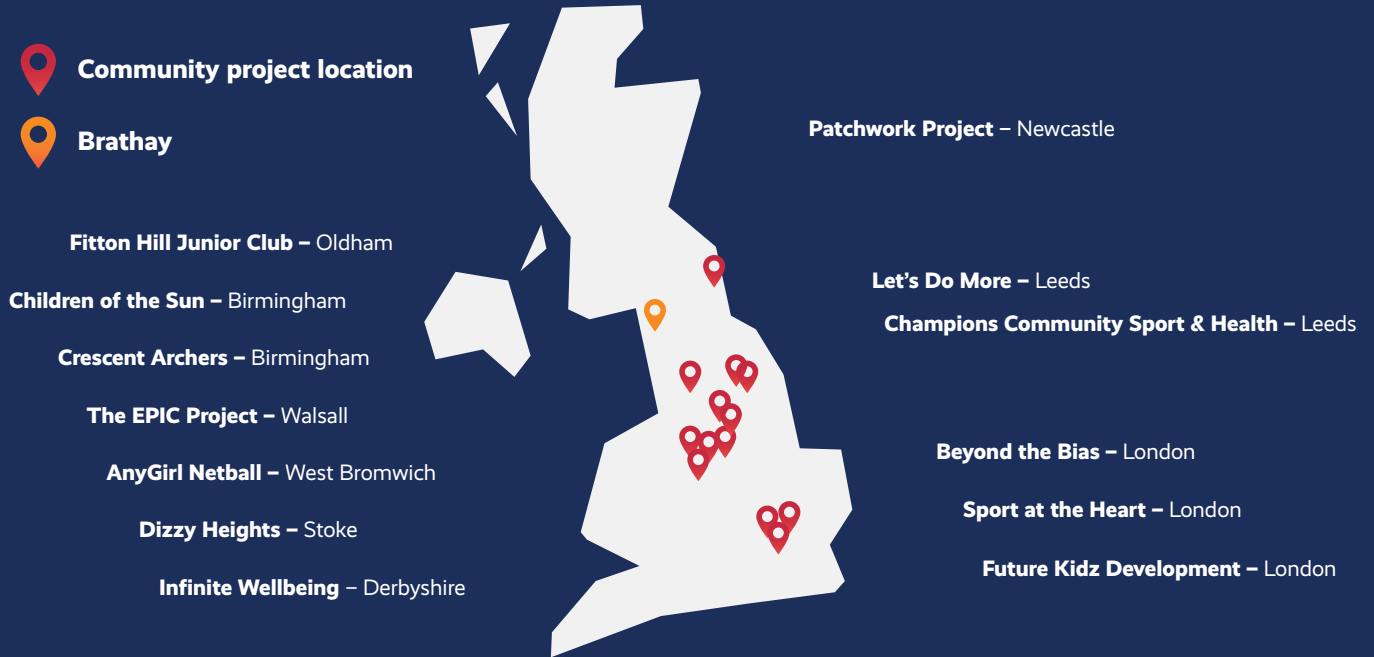 Community project location
Brathay
Fitton Hill Junior Club – Oldham
Children of the Sun – Birmingham
Crescent Archers – Birmingham
The EPIC Project – Walsall
AnyGirl Netball – West Bromwich
Dizzy Heights – Stoke
Infinite Wellbeing – Derbyshire
Patchwork Project – Newcastle
Let's Do More – Leeds
Champions Community Sport & Health – Leeds
Beyond the Bias – London
Sport at the Heart – London
Future Kidz Development – London